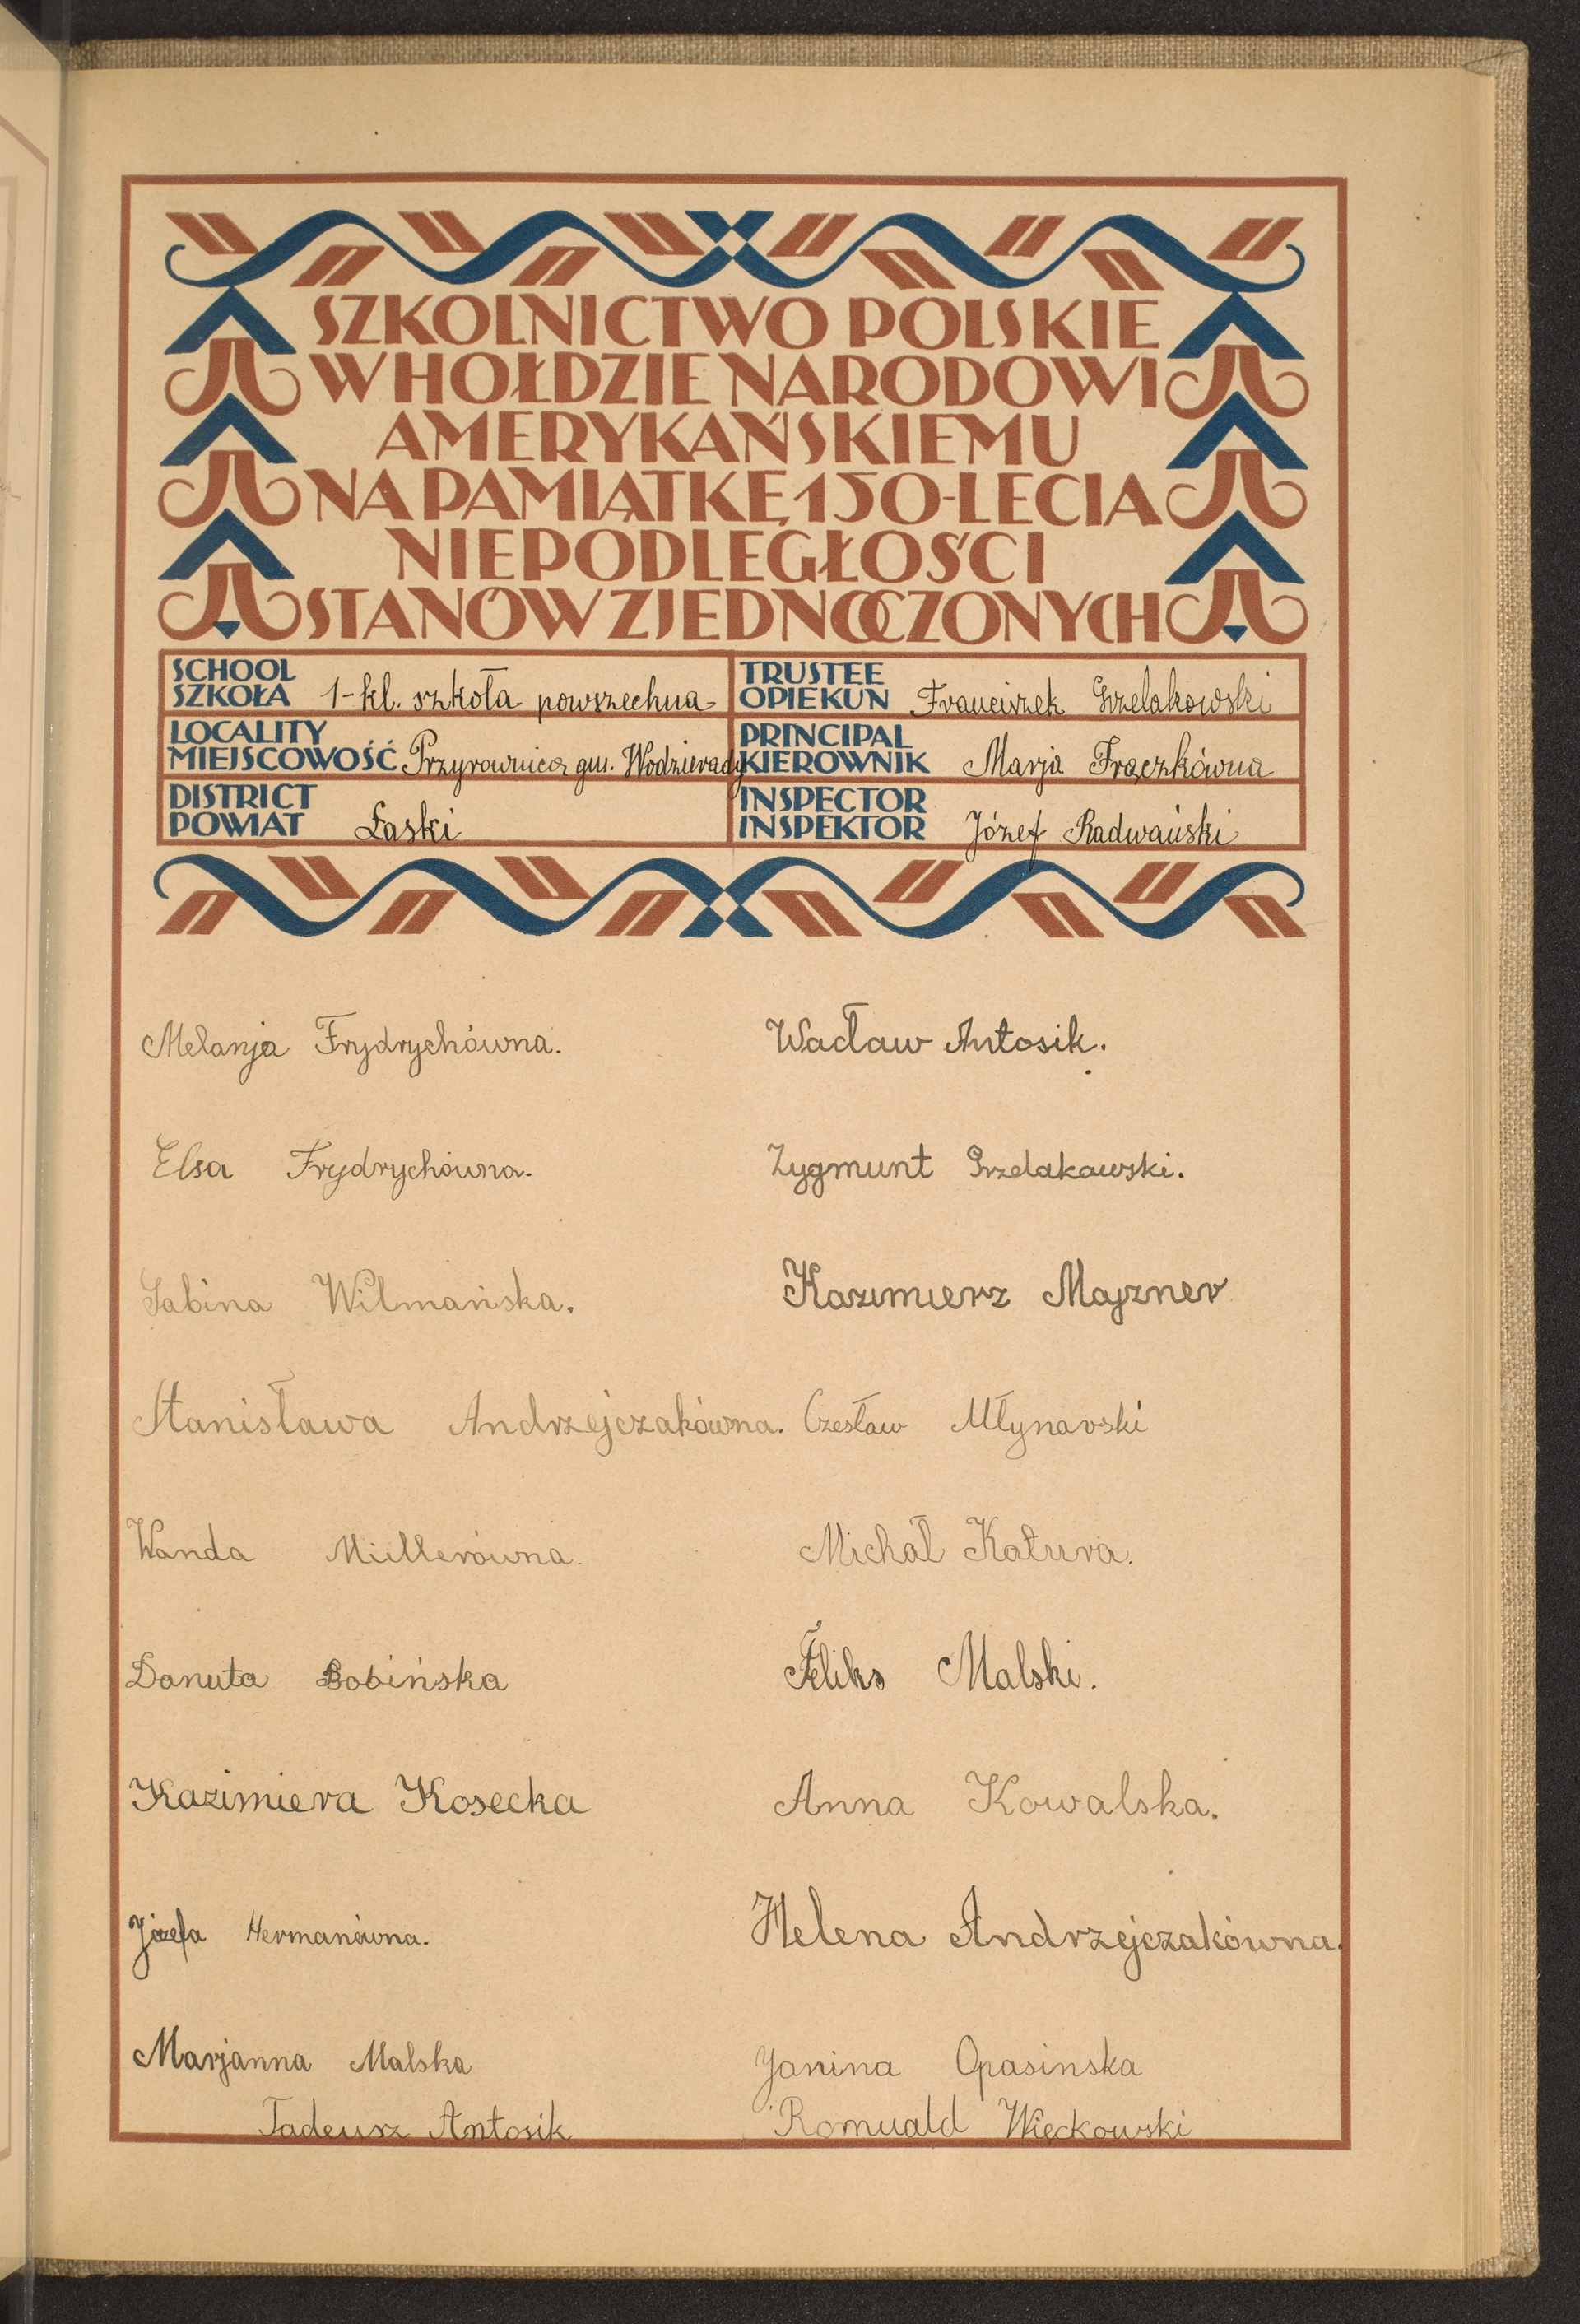 SZKOLNICTWO POLSKIE
W HOŁDZIE NARODOWI
AMERYKAŃSKIEMU
NA PAMIĄTKĘ 150-LECIA
NIEPODLEGŁOŚCI
STANÓW ZJEDNOCZONYCH
SCHOOL
SZKOŁA 1-kl. szkoła powszechna
LOCALITY
MIEJSCOWOŚĆ Przyrownica gm. Wodzierady
DISTRICT
POWIAT Łaski
TRUSTEE
OPIEKUN Franciszek Grzelakowski
PRINCIPAL
KIEROWNIK Marja Frączkówna
INSPECTOR
INSPEKTOR Józef Radwański
Melanja Frydrychówna.
Elsa Frydrychówna.
Sabina Wilmańska.
Stanisława Andrzejczakówna.
Wanda Müllerówna.
Danuta Bobińska
Kazimiera Kosecka
Józefa Hermanówna.
Marjanna Malska
Tadeusz Antosik
Wacław Antosik.
Zygmunt Grzelakowski.
Kazimierz Majzner
Czesław Młynarski
Michał Kałura.
Feliks Malski.
Anna Kowalska.
Helena Andrzejczakówna.
Janina Opasinska
Romuald Więckowski